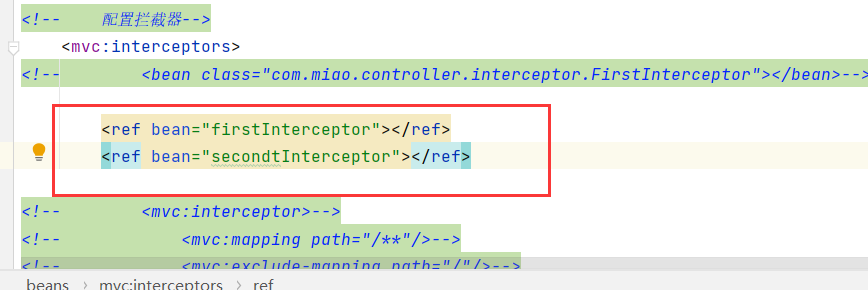 <!--    配置拦截器-->
<mvc:interceptors>
<!--        <bean class="com.miao.controller.interceptor.FirstInterceptor"></bean>-->
<ref bean="firstInterceptor"></ref>
<ref bean="secondtInterceptor"></ref>
<!--        <mvc:interceptor>-->
<!--            <mvc:mapping path="/**"/>-->
<!--            <mvc:exclude-mapping path="/"/>-->
beans › mvc:interceptors › ref